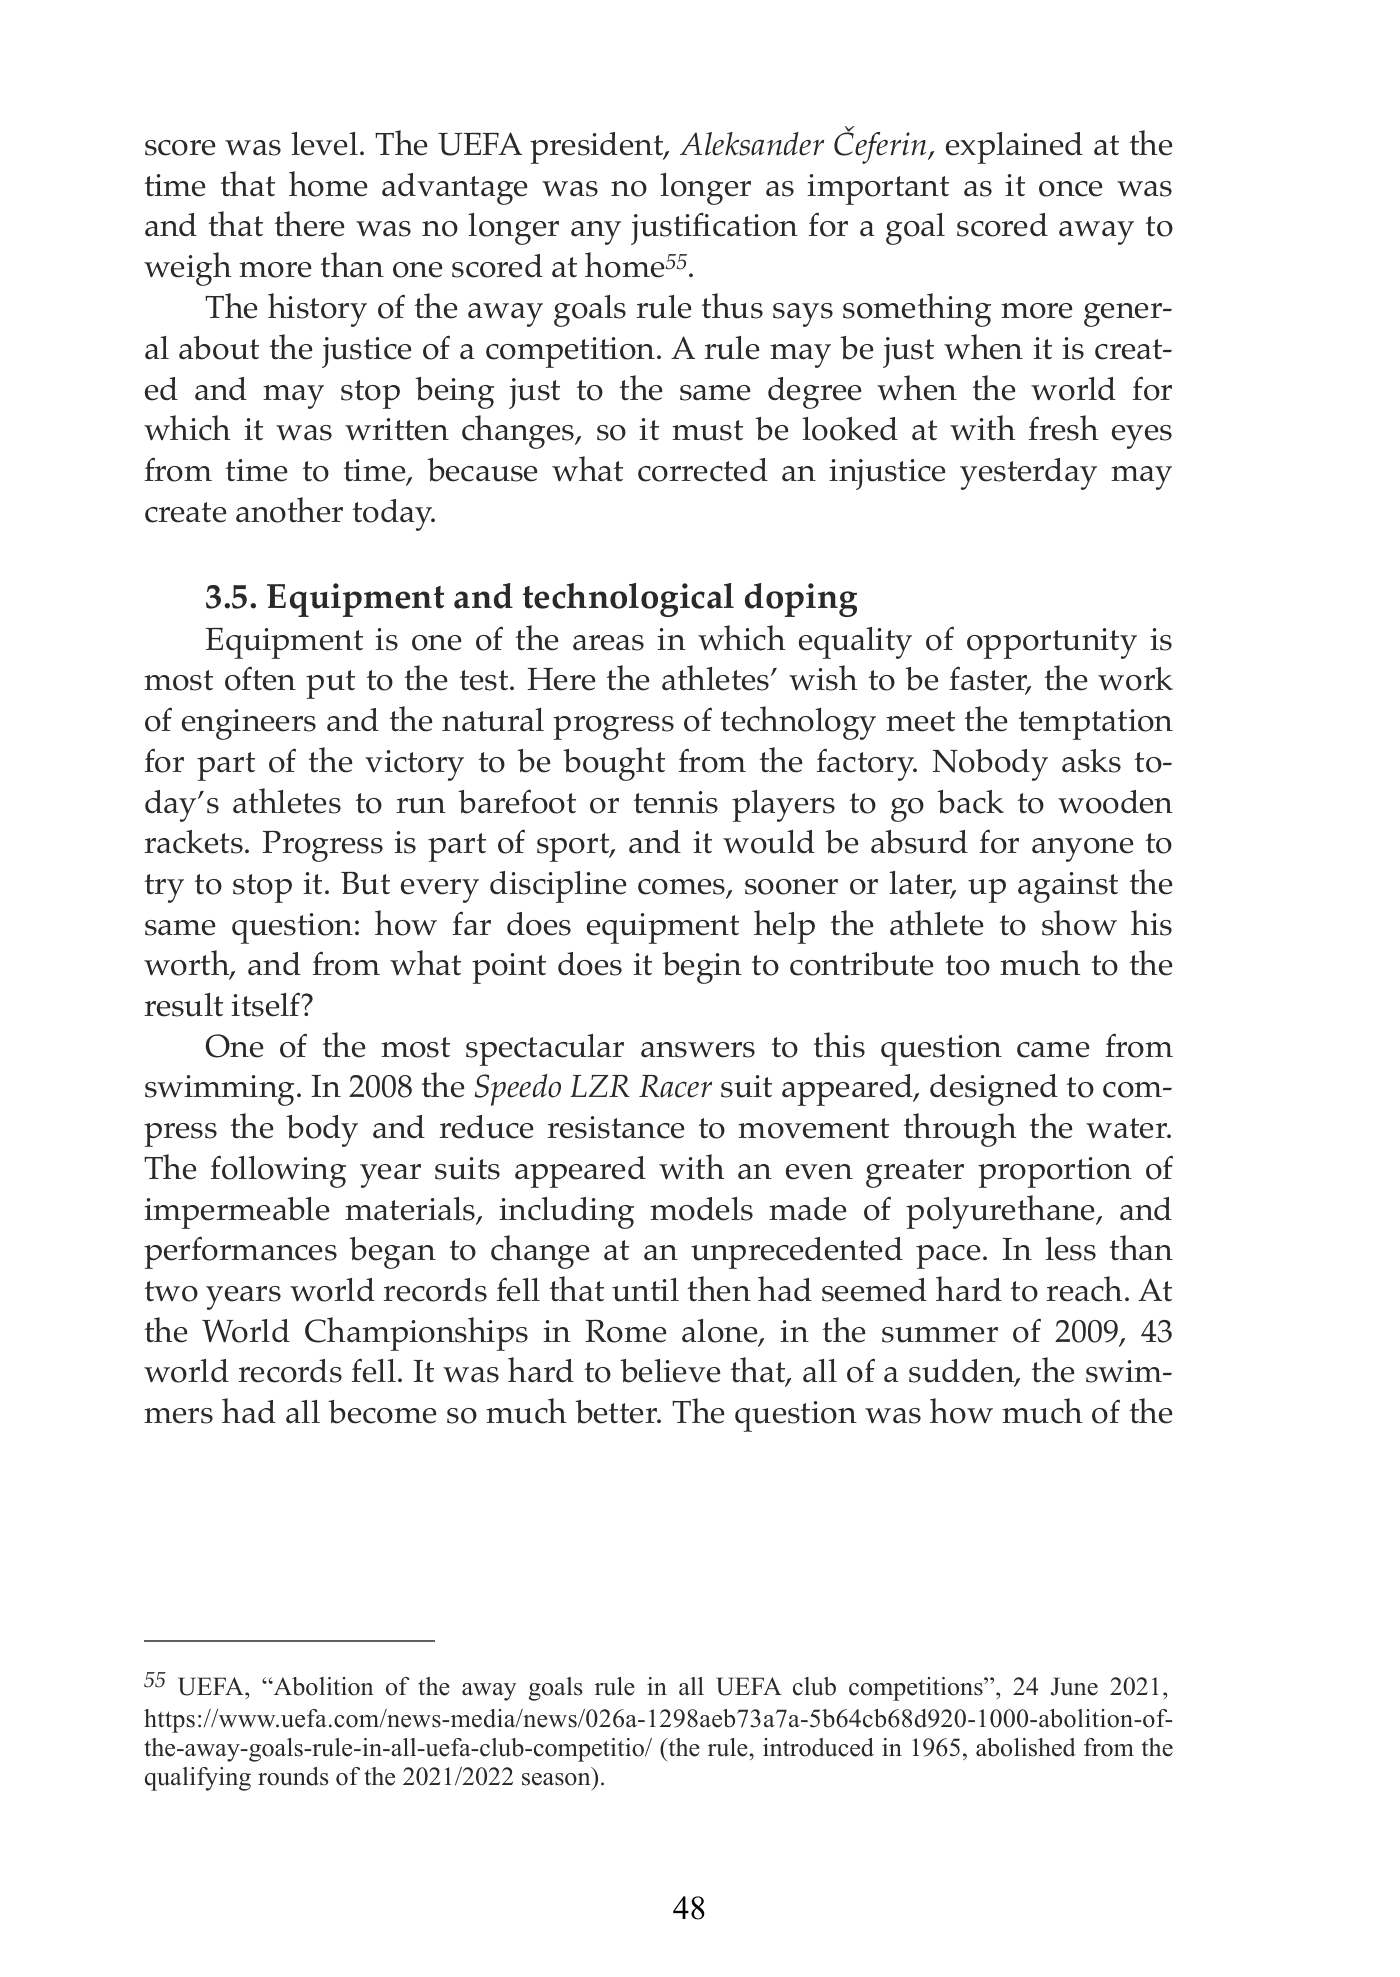 score was level. The UEFA president, Aleksander Čeferin, explained at the
time that home advantage was no longer as important as it once was
and that there was no longer any justification for a goal scored away to
weigh more than one scored at home55.
The history of the away goals rule thus says something more gener-
al about the justice of a competition. A rule may be just when it is creat-
ed and may stop being just to the same degree when the world for
which it was written changes, so it must be looked at with fresh eyes
from time to time, because what corrected an injustice yesterday may
create another today.
3.5. Equipment and technological doping
Equipment is one of the areas in which equality of opportunity is
most often put to the test. Here the athletes’ wish to be faster, the work
of engineers and the natural progress of technology meet the temptation
for part of the victory to be bought from the factory. Nobody asks to-
day’s athletes to run barefoot or tennis players to go back to wooden
rackets. Progress is part of sport, and it would be absurd for anyone to
try to stop it. But every discipline comes, sooner or later, up against the
same question: how far does equipment help the athlete to show his
worth, and from what point does it begin to contribute too much to the
result itself?
One of the most spectacular answers to this question came from
swimming. In 2008 the Speedo LZR Racer suit appeared, designed to com-
press the body and reduce resistance to movement through the water.
The following year suits appeared with an even greater proportion of
impermeable materials, including models made of polyurethane, and
performances began to change at an unprecedented pace. In less than
two years world records fell that until then had seemed hard to reach. At
the World Championships in Rome alone, in the summer of 2009, 43
world records fell. It was hard to believe that, all of a sudden, the swim-
mers had all become so much better. The question was how much of the
55 UEFA, “Abolition of the away goals rule in all UEFA club competitions”, 24 June 2021,
https://www.uefa.com/news-media/news/026a-1298aeb73a7a-5b64cb68d920-1000-abolition-of-
the-away-goals-rule-in-all-uefa-club-competitio/ (the rule, introduced in 1965, abolished from the
qualifying rounds of the 2021/2022 season).
48